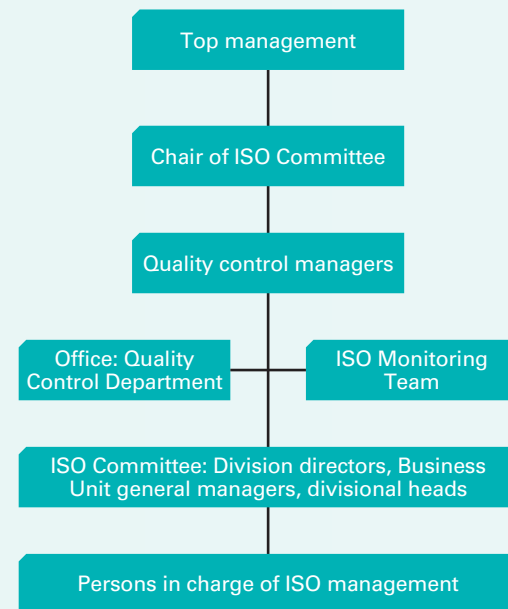 Top management
Chair of ISO Committee
Quality control managers
Office: Quality
Control Department
ISO Monitoring
Team
ISO Committee: Division directors, Business
Unit general managers, divisional heads
Persons in charge of ISO management